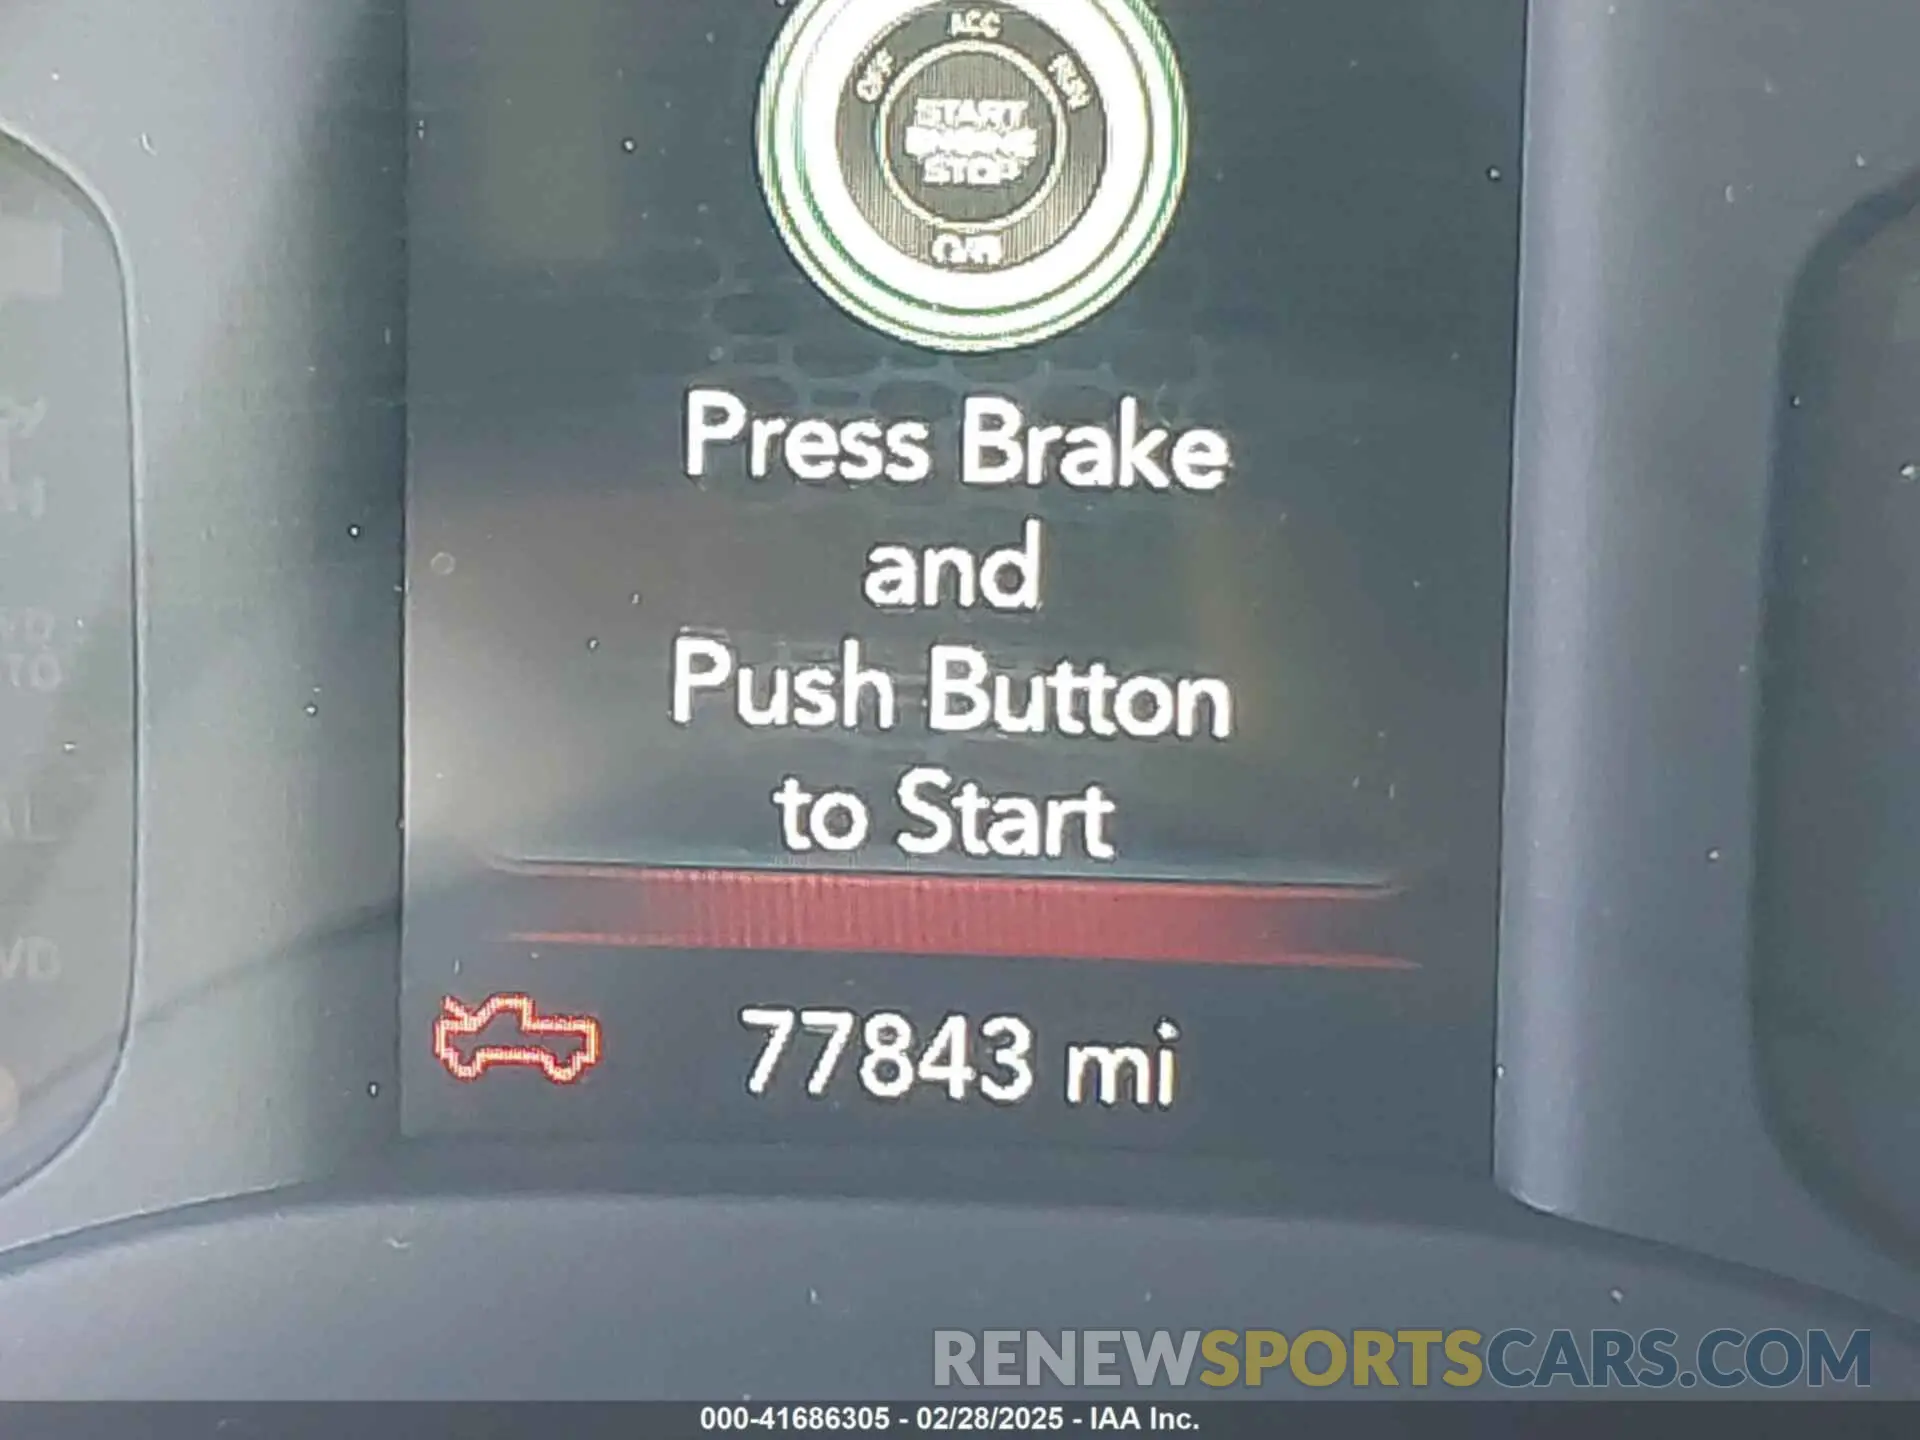 ACC
OFF
RUN
START
ENGINE
STOP
Press Brake
and
Push Button
to Start
77843 mi
RENEWSPORTSCARS.COM
000-41686305 - 02/28/2025 - IAA Inc.